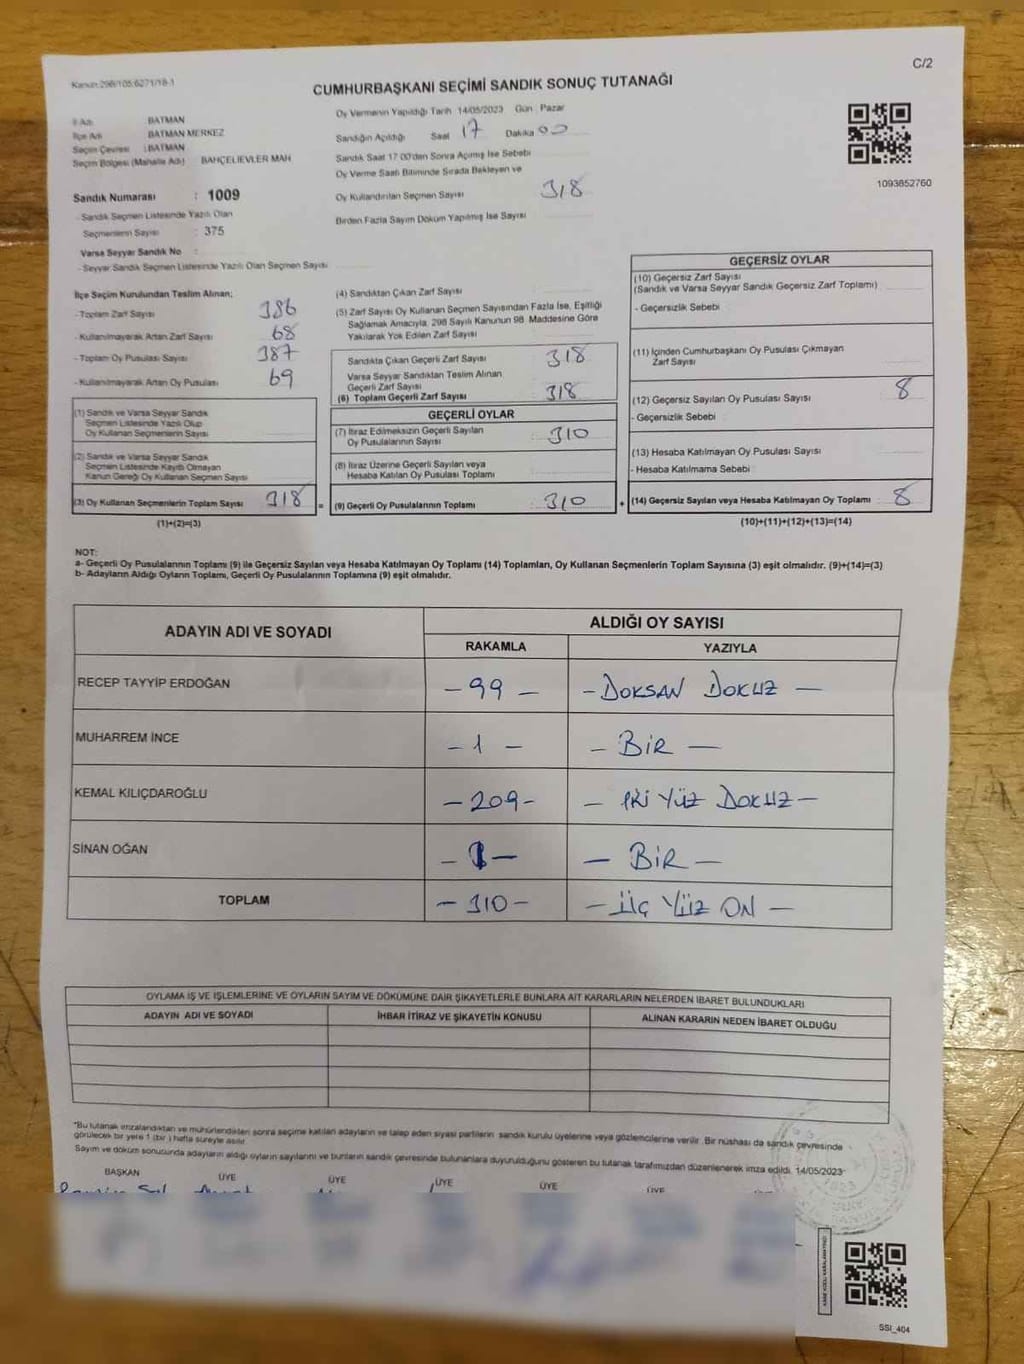 Kanun:298/105;6271/18-1
C/2
CUMHURBAŞKANI SEÇİMİ SANDIK SONUÇ TUTANAĞI
İl Adı BATMAN
İlçe Adı BATMAN MERKEZ
Seçim Çevresi : BATMAN
Seçim Bölgesi (Mahalle Adı) BAHÇELİEVLER MAH
Sandık Numarası : 1009
- Sandık Seçmen Listesinde Yazılı Olan
Seçmenlerin Sayısı : 375
Varsa Seyyar Sandık No :
- Seyyar Sandık Seçmen Listesinde Yazılı Olan Seçmen Sayısı
Oy Vermenin Yapıldığı Tarih 14/05/2023 Gün : Pazar
Sandığın Açıldığı Saat 17 Dakika 00
Sandık Saat 17:00'den Sonra Açılmış İse Sebebi
Oy Verme Saati Bitiminde Sırada Bekleyen ve
Oy Kullandırılan Seçmen Sayısı 318
Birden Fazla Sayım Döküm Yapılmış İse Sayısı
1093852760
İlçe Seçim Kurulundan Teslim Alınan;
- Toplam Zarf Sayısı 386
- Kullanılmayarak Artan Zarf Sayısı 68
- Toplam Oy Pusulası Sayısı 387
- Kullanılmayarak Artan Oy Pusulası 69
(1) Sandık ve Varsa Seyyar Sandık
Seçmen Listesinde Yazılı Olup
Oy Kullanan Seçmenlerin Sayısı
(2) Sandık ve Varsa Seyyar Sandık
Seçmen Listesinde Kayıtlı Olmayan
Kanun Gereği Oy Kullanan Seçmen Sayısı
(3) Oy Kullanan Seçmenlerin Toplam Sayısı 318
(1)+(2)=(3)
(4) Sandıktan Çıkan Zarf Sayısı
(5) Zarf Sayısı Oy Kullanan Seçmen Sayısından Fazla İse, Eşitliği
Sağlamak Amacıyla, 298 Sayılı Kanunun 98. Maddesine Göre
Yakılarak Yok Edilen Zarf Sayısı
Sandıkta Çıkan Geçerli Zarf Sayısı 318
Varsa Seyyar Sandıktan Teslim Alınan
Geçerli Zarf Sayısı
(6) Toplam Geçerli Zarf Sayısı 318
GEÇERLİ OYLAR
(7) İtiraz Edilmeksizin Geçerli Sayılan
Oy Pusulalarının Sayısı : 310
(8) İtiraz Üzerine Geçerli Sayılan veya
Hesaba Katılan Oy Pusulası Toplamı
= (9) Geçerli Oy Pusulalarının Toplamı : 310 +
GEÇERSİZ OYLAR
(10) Geçersiz Zarf Sayısı
(Sandık ve Varsa Seyyar Sandık Geçersiz Zarf Toplamı)
- Geçersizlik Sebebi
(11) İçinden Cumhurbaşkanı Oy Pusulası Çıkmayan
Zarf Sayısı
(12) Geçersiz Sayılan Oy Pusulası Sayısı 8
- Geçersizlik Sebebi
(13) Hesaba Katılmayan Oy Pusulası Sayısı
- Hesaba Katılmama Sebebi
(14) Geçersiz Sayılan veya Hesaba Katılmayan Oy Toplamı : 8
(10)+(11)+(12)+(13)=(14)
NOT:
a- Geçerli Oy Pusulalarının Toplamı (9) ile Geçersiz Sayılan veya Hesaba Katılmayan Oy Toplamı (14) Toplamları, Oy Kullanan Seçmenlerin Toplam Sayısına (3) eşit olmalıdır. (9)+(14)=(3)
b- Adayların Aldığı Oyların Toplamı, Geçerli Oy Pusulalarının Toplamına (9) eşit olmalıdır.
ADAYIN ADI VE SOYADI ALDIĞI OY SAYISI
RAKAMLA YAZIYLA
RECEP TAYYİP ERDOĞAN - 99 - - DOKSAN DOKUZ -
MUHARREM İNCE - 1 - - BİR -
KEMAL KILIÇDAROĞLU - 209 - - İKİ YÜZ DOKUZ -
SİNAN OĞAN - 1 - - BİR -
TOPLAM - 310 - - ÜÇ YÜZ ON -
OYLAMA İŞ VE İŞLEMLERİNE VE OYLARIN SAYIM VE DÖKÜMÜNE DAİR ŞİKAYETLERLE BUNLARA AİT KARARLARIN NELERDEN İBARET BULUNDUKLARI
ADAYIN ADI VE SOYADI İHBAR İTİRAZ VE ŞİKAYETİN KONUSU ALINAN KARARIN NEDEN İBARET OLDUĞU
*Bu tutanak imzalandıktan ve mühürlendikten sonra seçime katılan adayların ve talep eden siyasi partilerin sandık kurulu üyelerine veya gözlemcilerine verilir. Bir nüshası da sandık çevresinde
görülecek bir yere 1 (bir) hafta süreyle asılır.
Sayım ve döküm sonucunda adayların aldığı oyların sayılarını ve bunların sandık çevresinde bulunanlara duyurulduğunu gösteren bu tutanak tarafımızdan düzenlenerek imza edildi. 14/05/2023
BAŞKAN ÜYE ÜYE ÜYE ÜYE ÜYE
SSİ_404